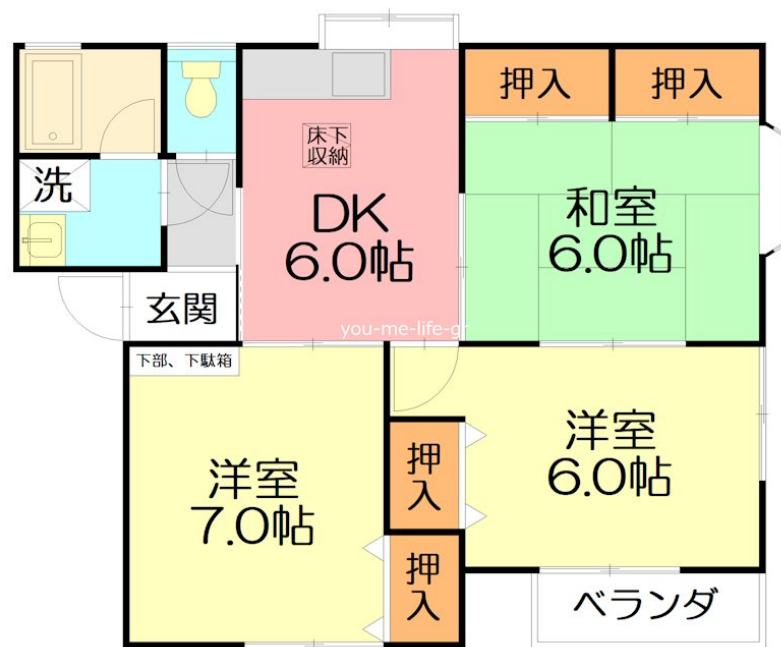 押入
押入
床下
収納
洗
DK
6.0帖
和室
6.0帖
玄関
you-me-life-gr
下部、下駄箱
洋室
7.0帖
洋室
6.0帖
押
入
押
入
ベランダ